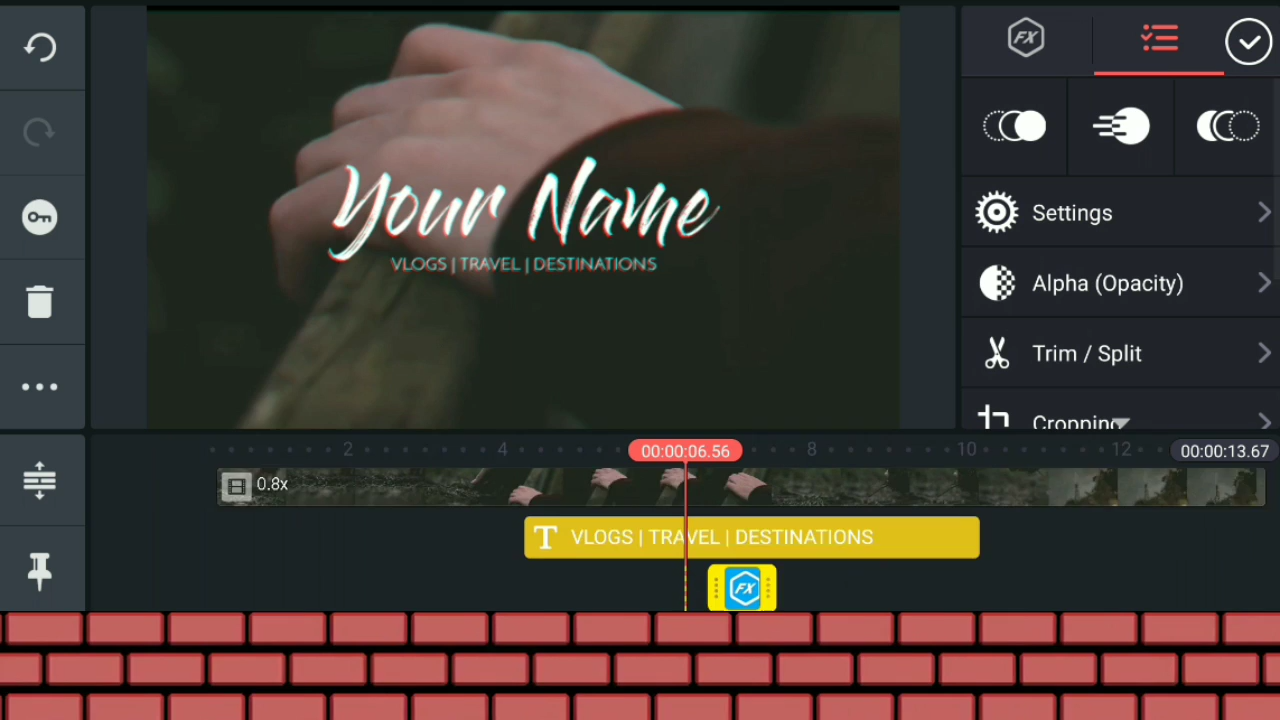 FX
Your Name
VLOGS | TRAVEL | DESTINATIONS
Settings
Alpha (Opacity)
Trim / Split
Cropping
2
4
00:00:06.56
8
10
12
00:00:13.67
0.8x
T VLOGS | TRAVEL | DESTINATIONS
FX